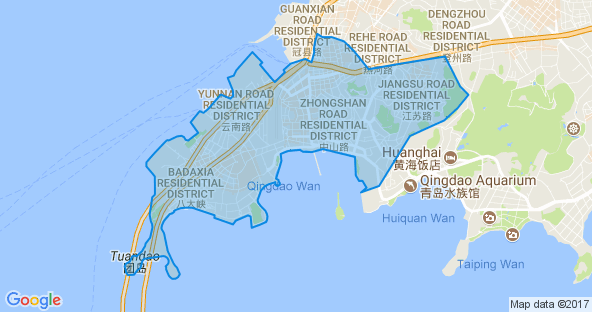 GUANXIAN
ROAD
RESIDENTIAL
DISTRICT
冠县路
REHE ROAD
RESIDENTIAL
DISTRICT
热河路
DENGZHOU
ROAD
RESIDENTIAL
DISTRICT
登州路
YUNNAN ROAD
RESIDENTIAL
DISTRICT
云南路
ZHONGSHAN
ROAD
RESIDENTIAL
DISTRICT
中山路
JIANGSU ROAD
RESIDENTIAL
DISTRICT
江苏路
BADAXIA
RESIDENTIAL
DISTRICT
八大峡
Huanghai
黄海饭店
Qingdao Aquarium
青岛水族馆
Qingdao Wan
Huiquan Wan
Taiping Wan
Tuandao
团岛
Google
Map data ©2017